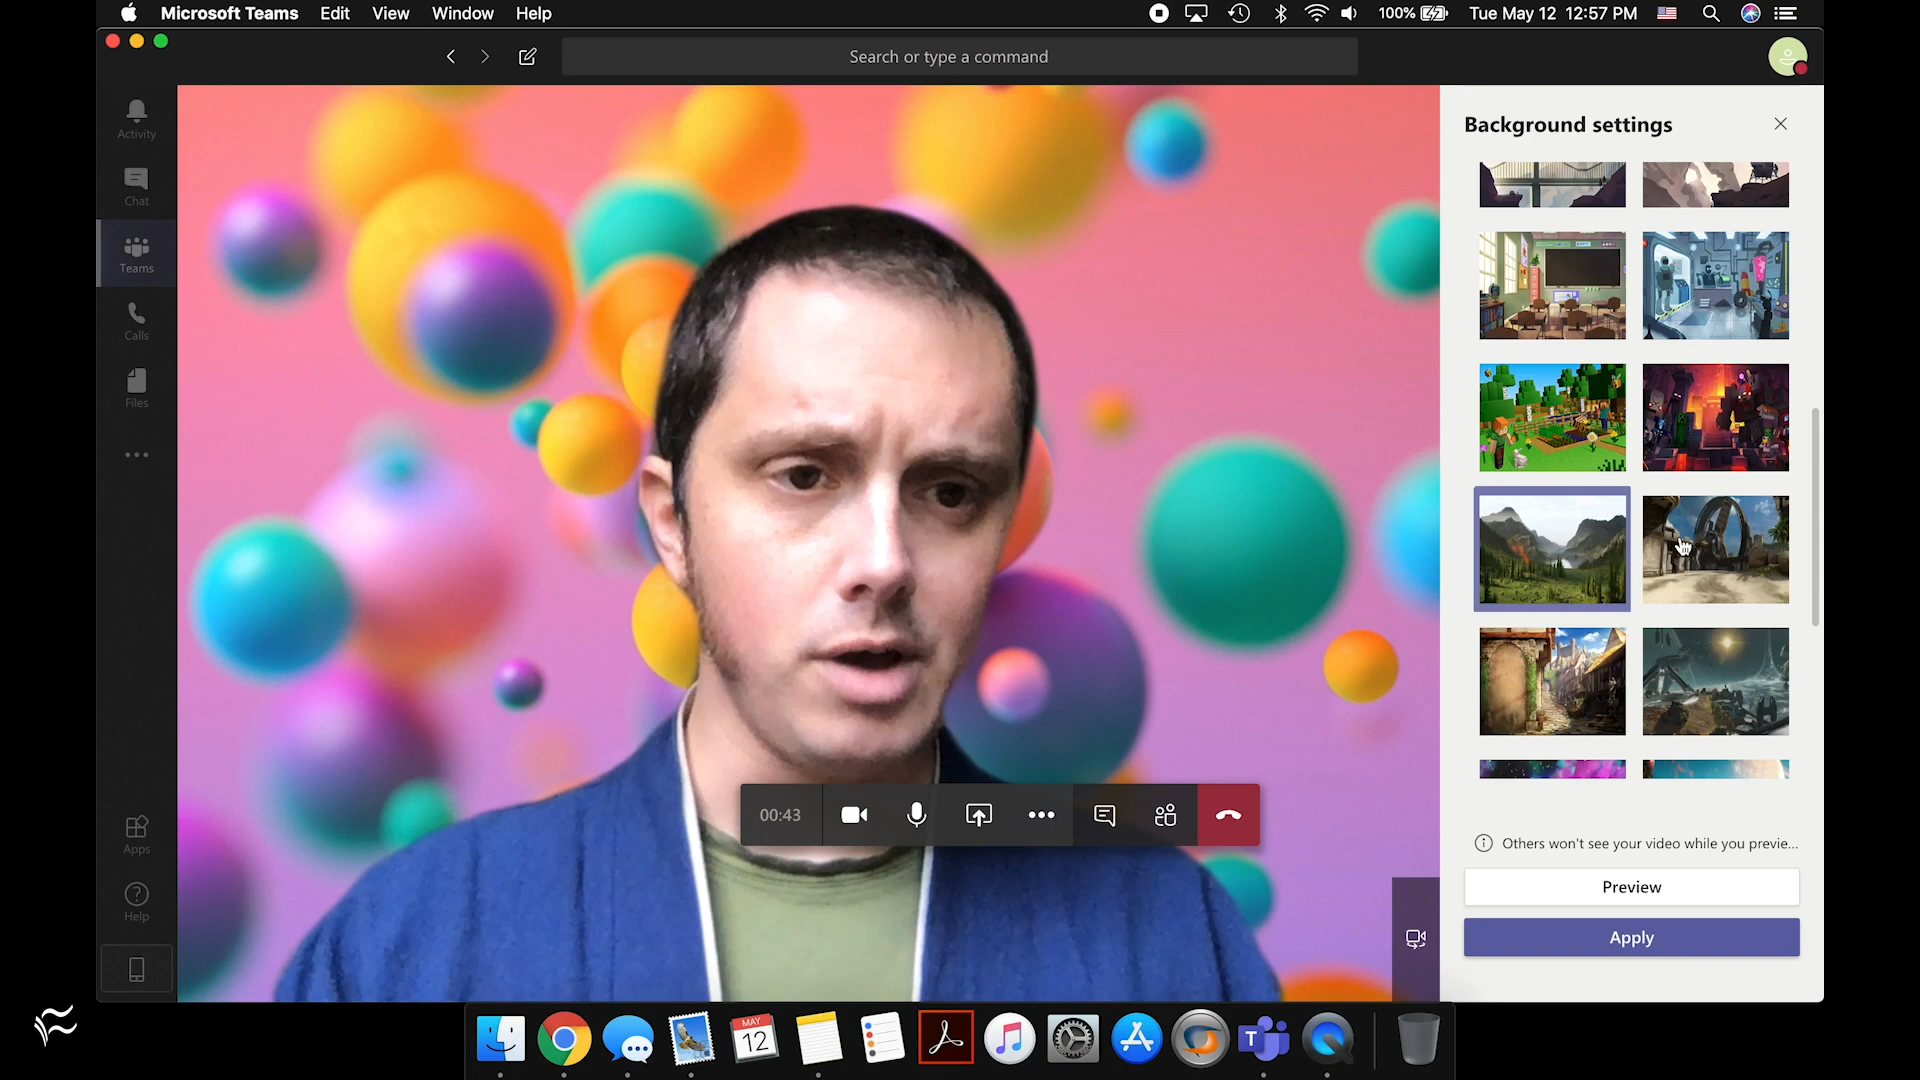 Microsoft Teams Edit View Window Help 100% Tue May 12 12:57 PM
Search or type a command
Activity
Chat
Teams
Calls
Files
Apps
Help
00:43
Background settings
Others won't see your video while you previe...
Preview
Apply
MAY
12
T